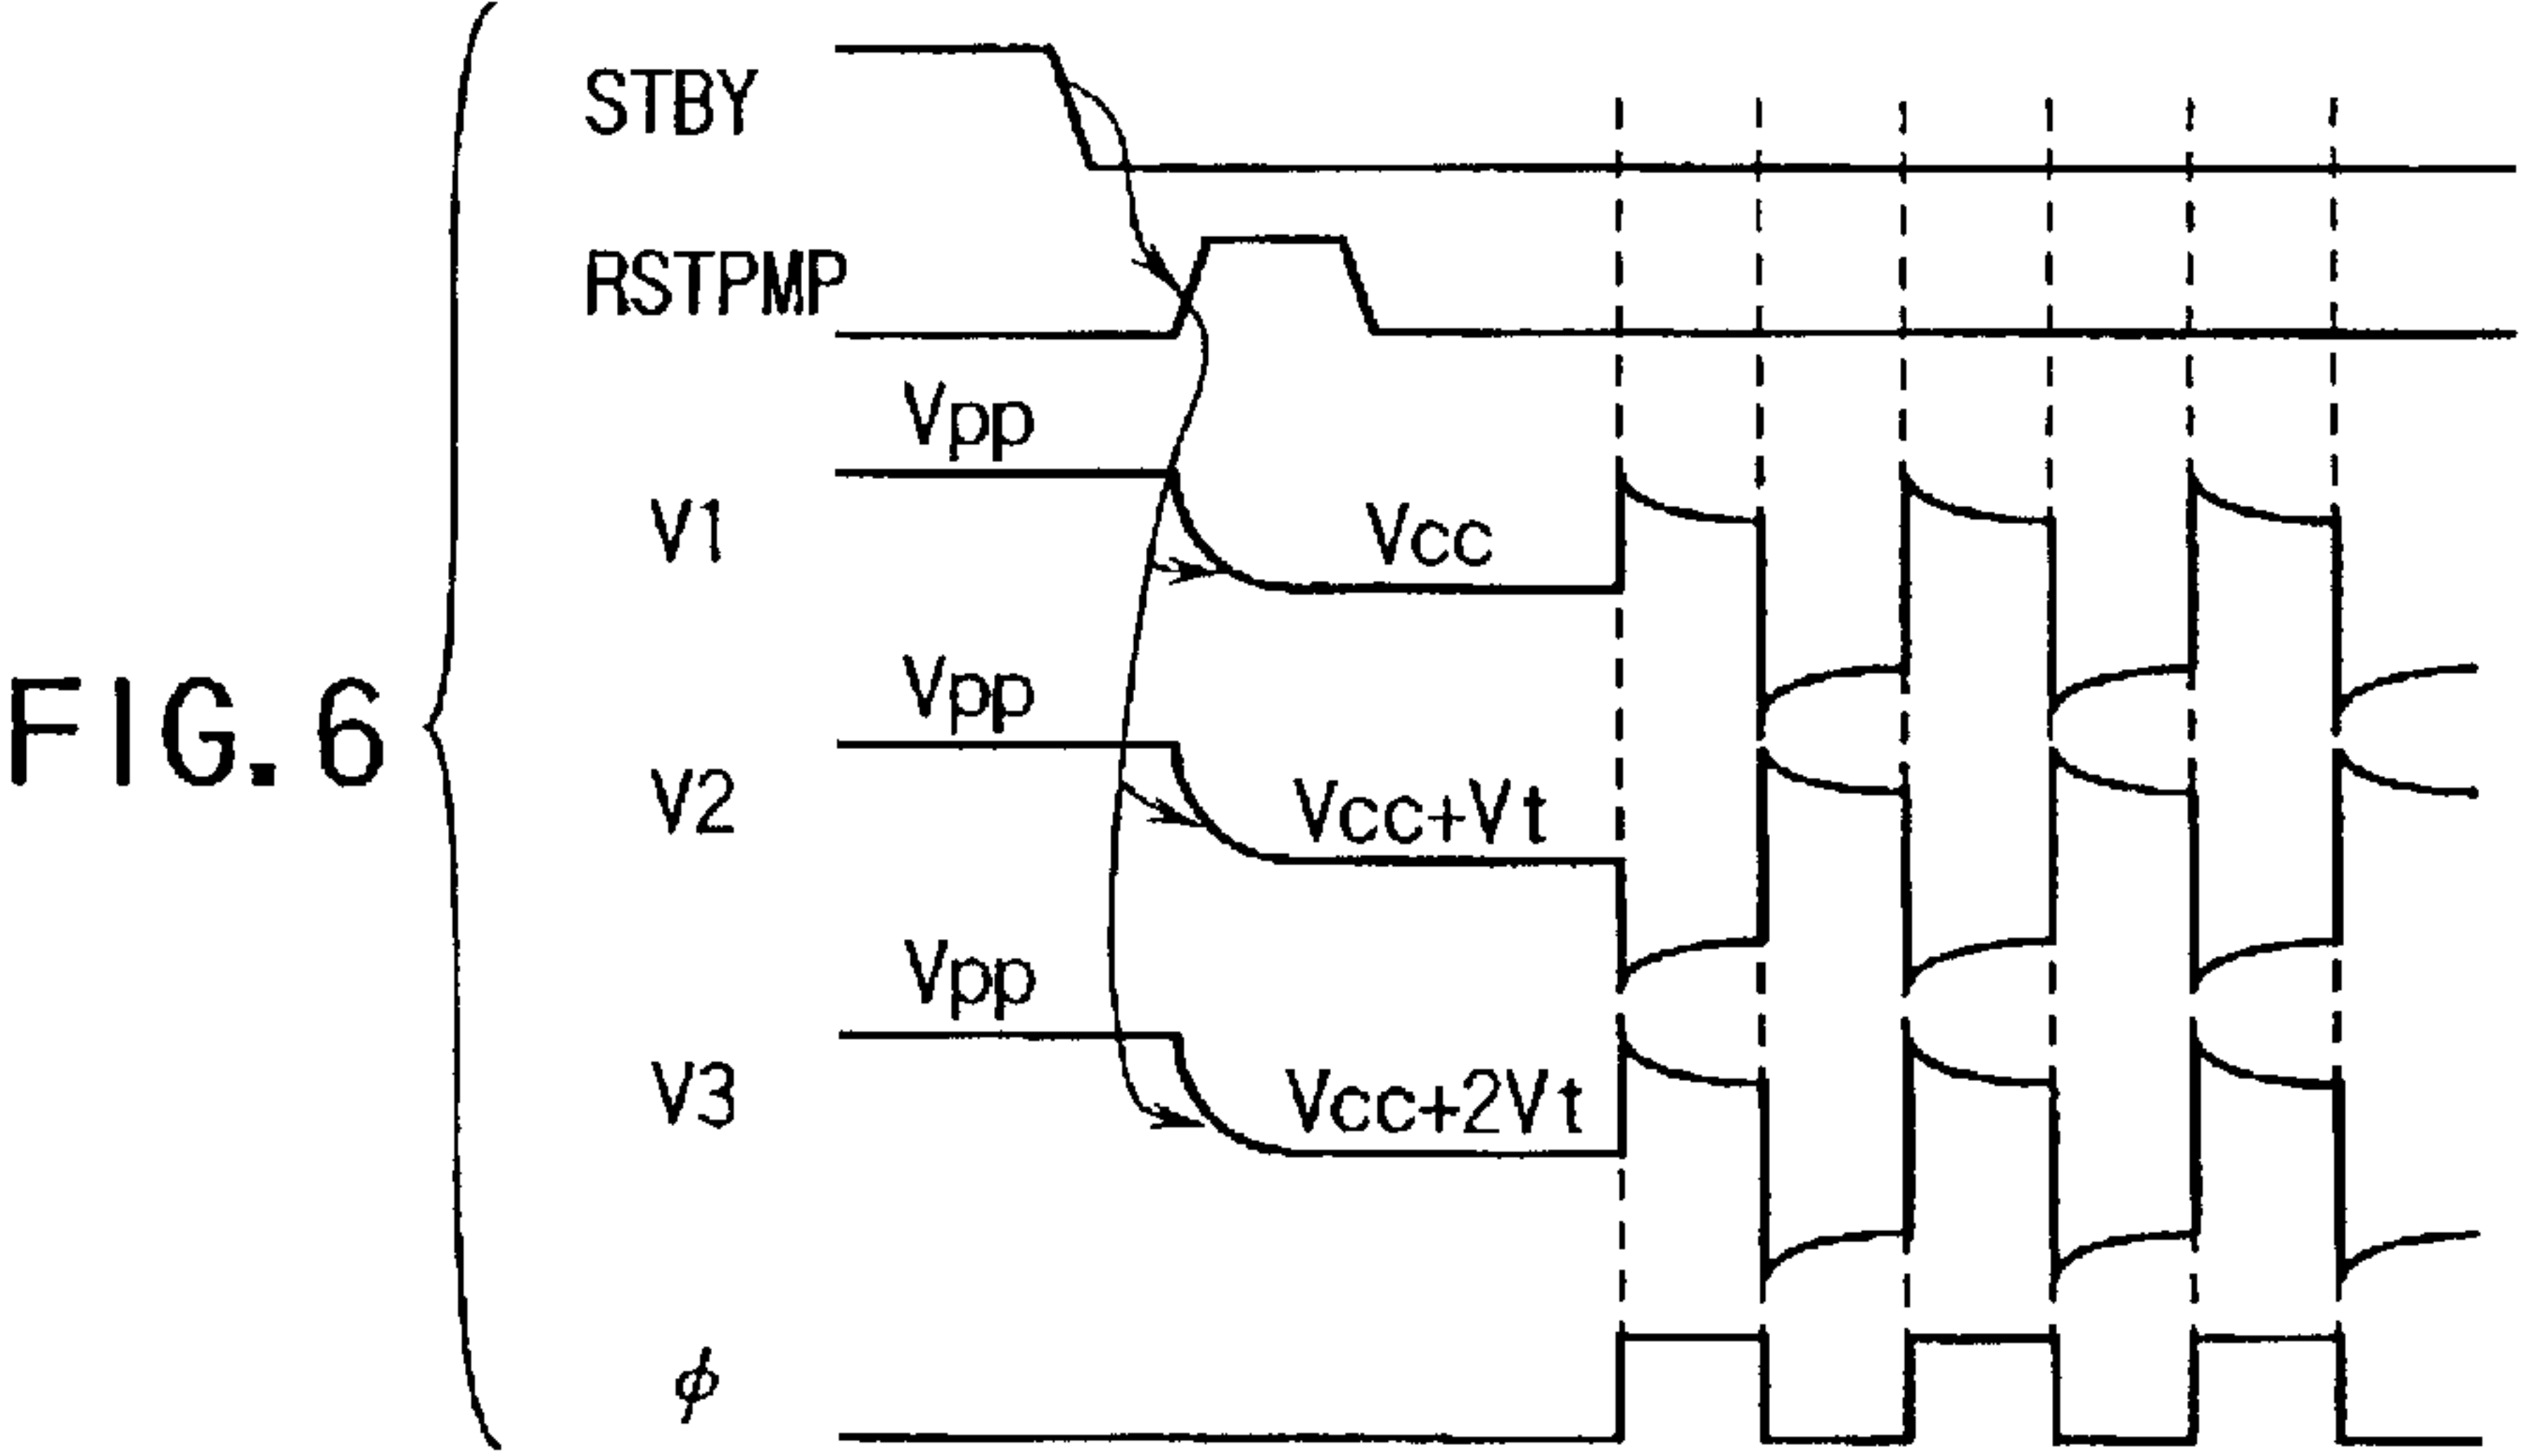 STBY
RSTPMP
Vpp
V1
Vcc
Vpp
FIG. 6
V2
Vcc+Vt
Vpp
V3
Vcc+2Vt
ϕ